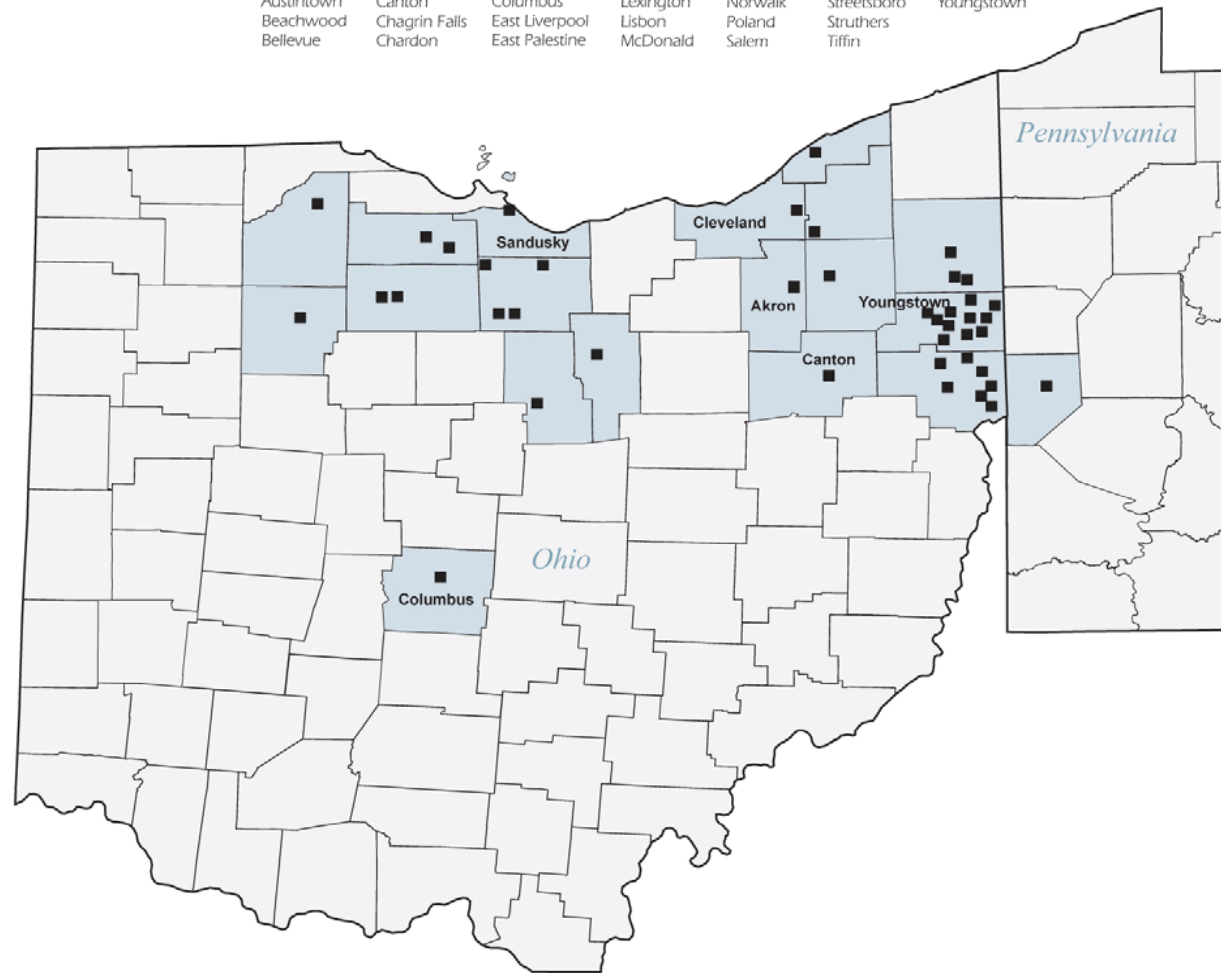 Austintown Canton Columbus Lexington Norwalk Streetsboro Youngstown
Beachwood Chagrin Falls East Liverpool Lisbon Poland Struthers
Bellevue Chardon East Palestine McDonald Salem Tiffin
Pennsylvania
Cleveland
Sandusky
Akron
Youngstown
Canton
Ohio
Columbus